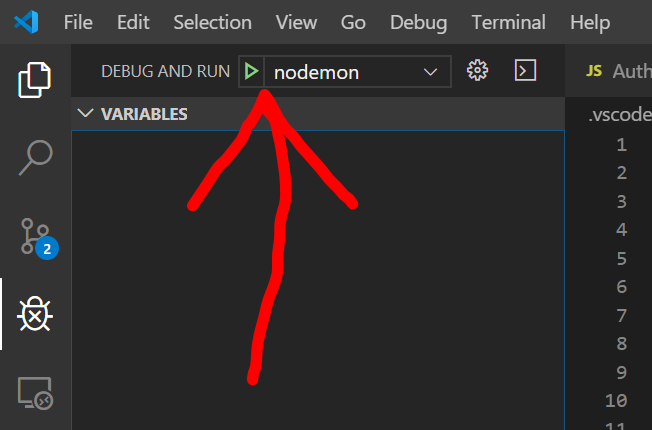 File Edit Selection View Go Debug Terminal Help
DEBUG AND RUN nodemon
JS Auth
.vscode
VARIABLES
1
2
3
4
5
6
7
8
9
10
11
2